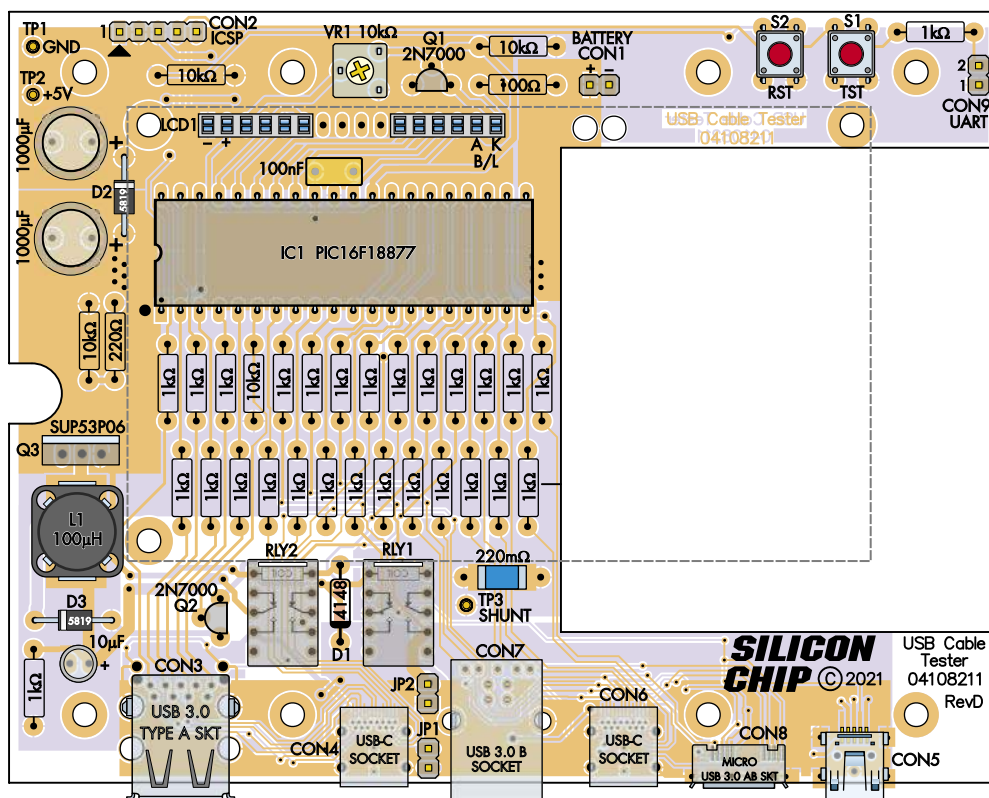 TP1
GND
TP2
+5V
1
CON2
ICSP
10kΩ
VR1 10kΩ
Q1
2N7000
10kΩ
100Ω
BATTERY
CON1
+ –
S2
RST
S1
TST
1kΩ
2
1
CON9
UART
1000µF
+
LCD1
– +
A K
B/L
USB Cable Tester
04108211
100nF
D2
5819
1000µF
+
IC1 PIC16F18877
10kΩ
220Ω
1kΩ
1kΩ
1kΩ
10kΩ
1kΩ
1kΩ
1kΩ
1kΩ
1kΩ
1kΩ
1kΩ
1kΩ
1kΩ
1kΩ
SUP53P06
Q3
1kΩ
1kΩ
1kΩ
1kΩ
1kΩ
1kΩ
1kΩ
1kΩ
1kΩ
1kΩ
1kΩ
1kΩ
1kΩ
L1
100µH
RLY2
COIL
RLY1
COIL
220mΩ
TP3
SHUNT
2N7000
Q2
4148
D1
D3
5819
10µF
+
1kΩ
CON3
USB 3.0
TYPE A SKT
CON4
USB-C
SOCKET
JP2
JP1
CON7
USB 3.0 B
SOCKET
CON6
USB-C
SOCKET
CON8
MICRO
USB 3.0 AB SKT
CON5
SILICON
CHIP © 2021
USB Cable
Tester
04108211
RevD